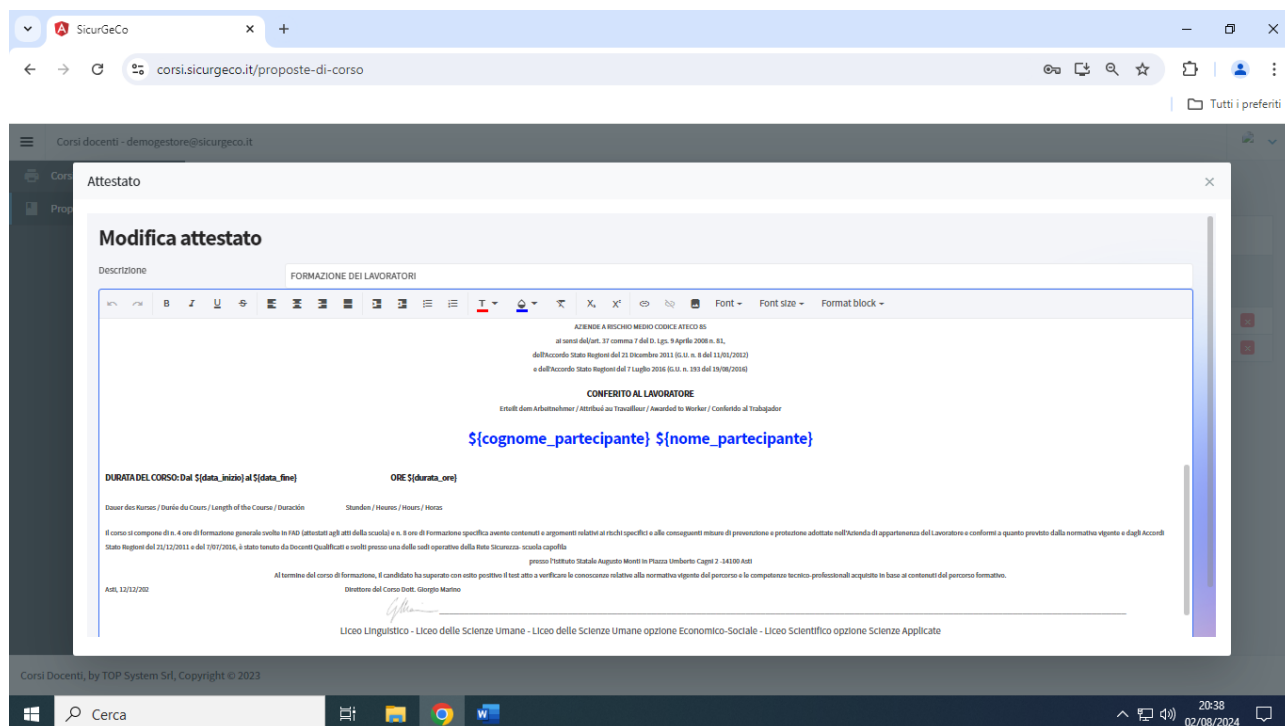 SicurGeCo
corsi.sicurgeco.it/proposte-di-corso
Tutti i preferiti
Corsi docenti - demogestore@sicurgeco.it
Cors
Prop
Attestato
Modifica attestato
Descrizione
FORMAZIONE DEI LAVORATORI
Font
Font size
Format block
AZIENDE A RISCHIO MEDIO CODICE ATECO 85
ai sensi del/art. 37 comma 7 del D. Lgs. 9 Aprile 2008 n. 81,
dell'Accordo Stato Regioni del 21 Dicembre 2011 (G.U. n. 8 del 11/01/2012)
e dell'Accordo Stato Regioni del 7 Luglio 2016 (G.U. n. 193 del 19/08/2016)
CONFERITO AL LAVORATORE
Erteilt dem Arbeitnehmer / Attribué au Travailleur / Awarded to Worker / Conferido al Trabajador
${cognome_partecipante} ${nome_partecipante}
DURATA DEL CORSO: Dal ${data_inizio} al ${data_fine} ORE ${durata_ore}
Dauer des Kurses / Durée du Cours / Length of the Course / Duración Stunden / Heures / Hours / Horas
Il corso si compone di n. 4 ore di formazione generale svolte in FAD (attestati agli atti della scuola) e n. 8 ore di Formazione specifica avente contenuti e argomenti relativi ai rischi specifici e alle conseguenti misure di prevenzione e protezione adottate nell'Azienda di appartenenza del Lavoratore e conformi a quanto previsto dalla normativa vigente e dagli Accordi
Stato Regioni del 21/12/2011 e del 7/07/2016, è stato tenuto da Docenti Qualificati e svolti presso una delle sedi operative della Rete Sicurezza- scuola capofila
presso l'Istituto Statale Augusto Monti in Piazza Umberto Cagni 2 -14100 Asti
Al termine del corso di formazione, il candidato ha superato con esito positivo il test atto a verificare le conoscenze relative alla normativa vigente del percorso e le competenze tecnico-professionali acquisite in base ai contenuti del percorso formativo.
Asti, 12/12/202 Direttore del Corso Dott. Giorgio Marino
Liceo Linguistico - Liceo delle Scienze Umane - Liceo delle Scienze Umane opzione Economico-Sociale - Liceo Scientifico opzione Scienze Applicate
Corsi Docenti, by TOP System Srl, Copyright © 2023
Cerca
20:38
02/08/2024